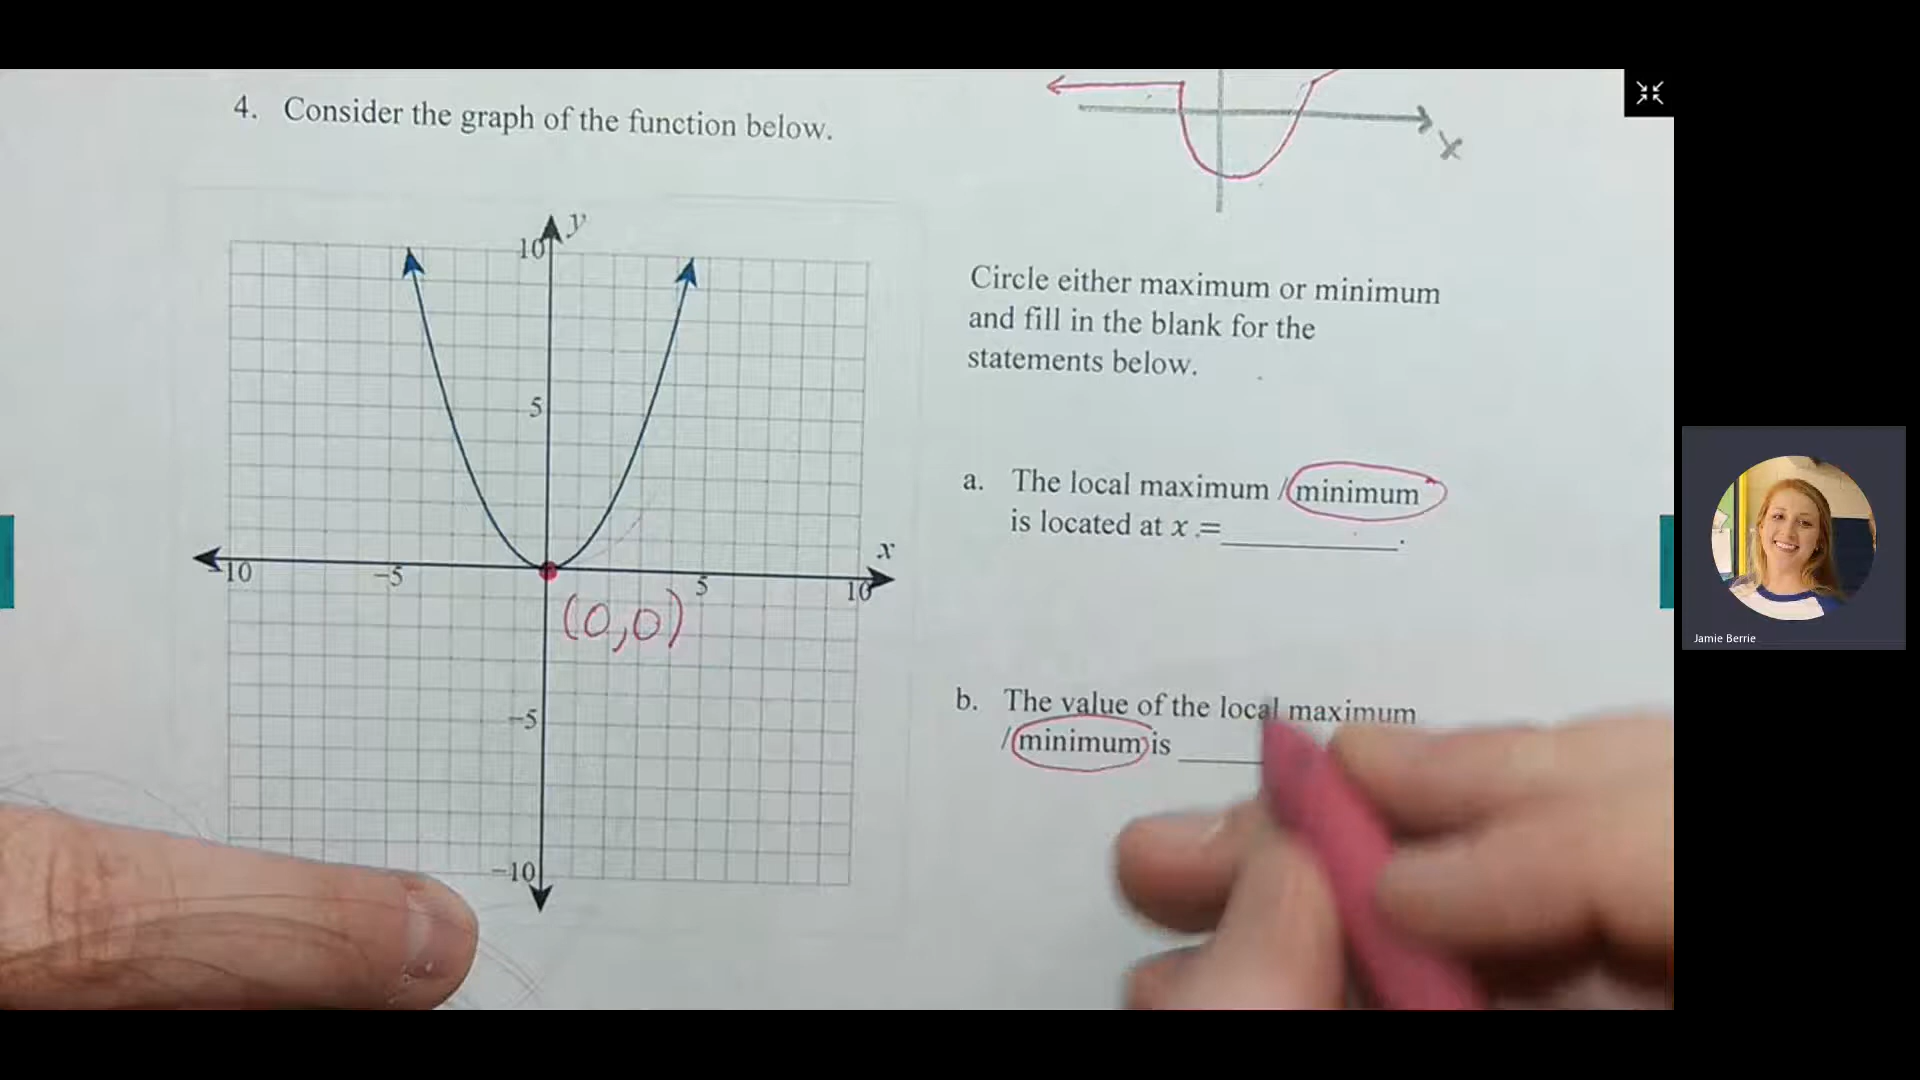 4. Consider the graph of the function below.
x
y
10
5
x
-10
-5
5
10
(0,0)
-5
-10
Circle either maximum or minimum
and fill in the blank for the
statements below.
a. The local maximum / minimum
is located at x = ____________.
b. The value of the local maximum
/ minimum is ______
Jamie Berrie